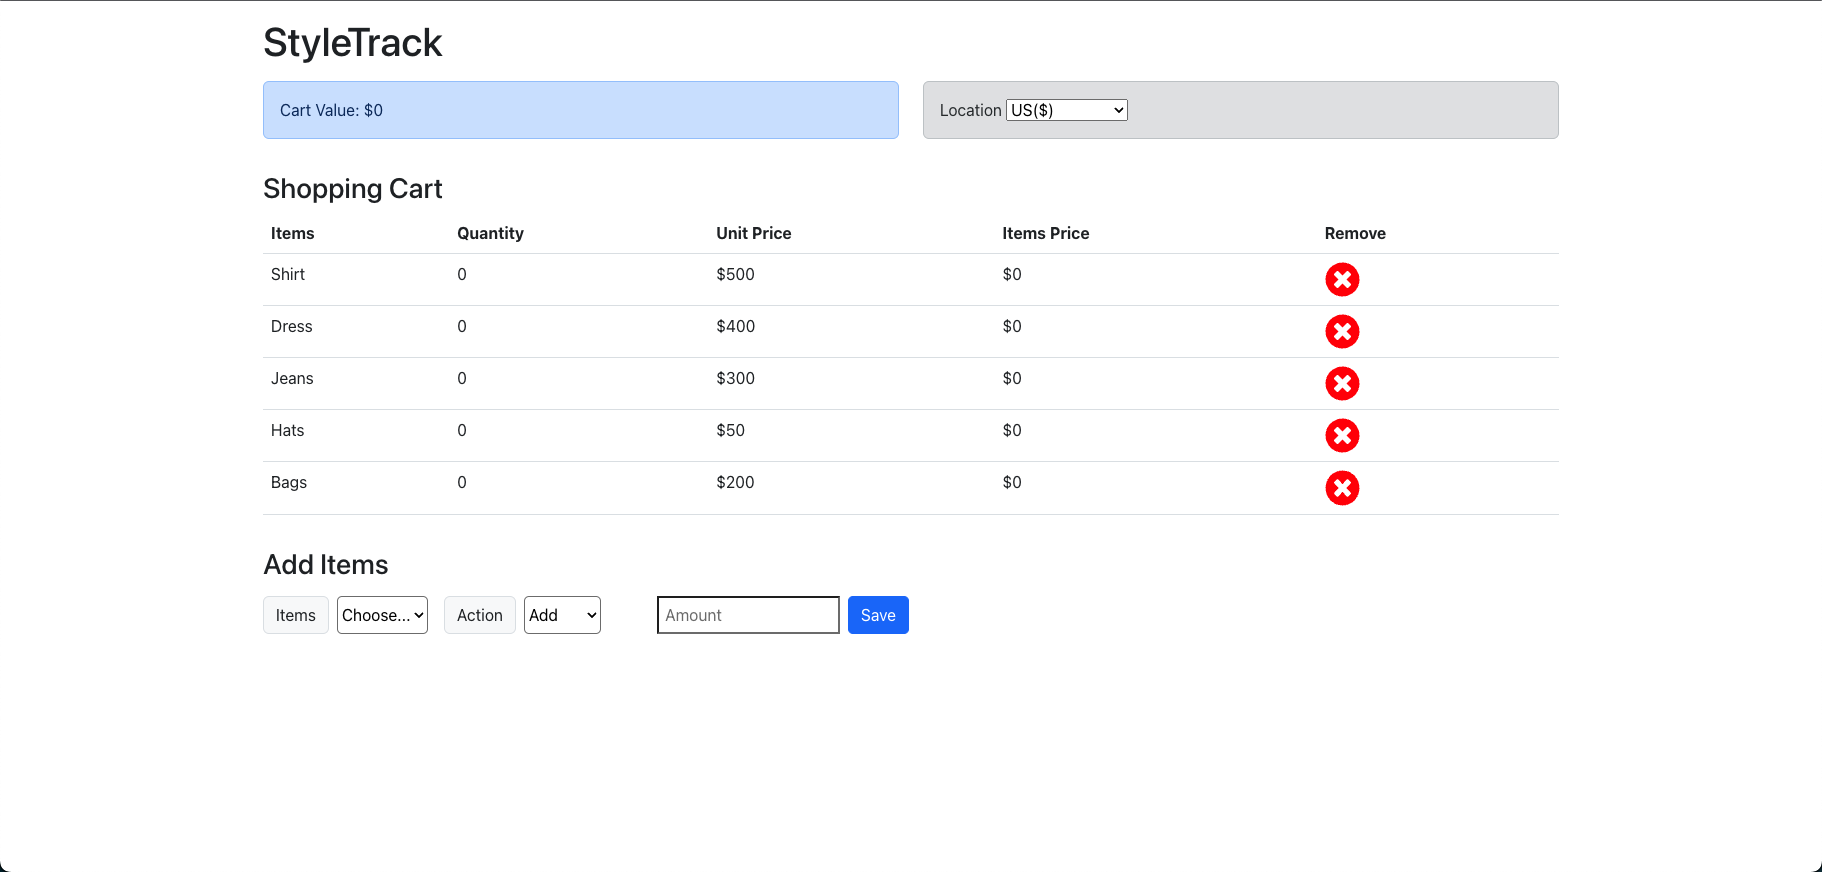 StyleTrack
Cart Value: $0
Location US($)
Shopping Cart
Items Quantity Unit Price Items Price Remove
Shirt 0 $500 $0
Dress 0 $400 $0
Jeans 0 $300 $0
Hats 0 $50 $0
Bags 0 $200 $0
Add Items
Items Choose... Action Add Amount Save